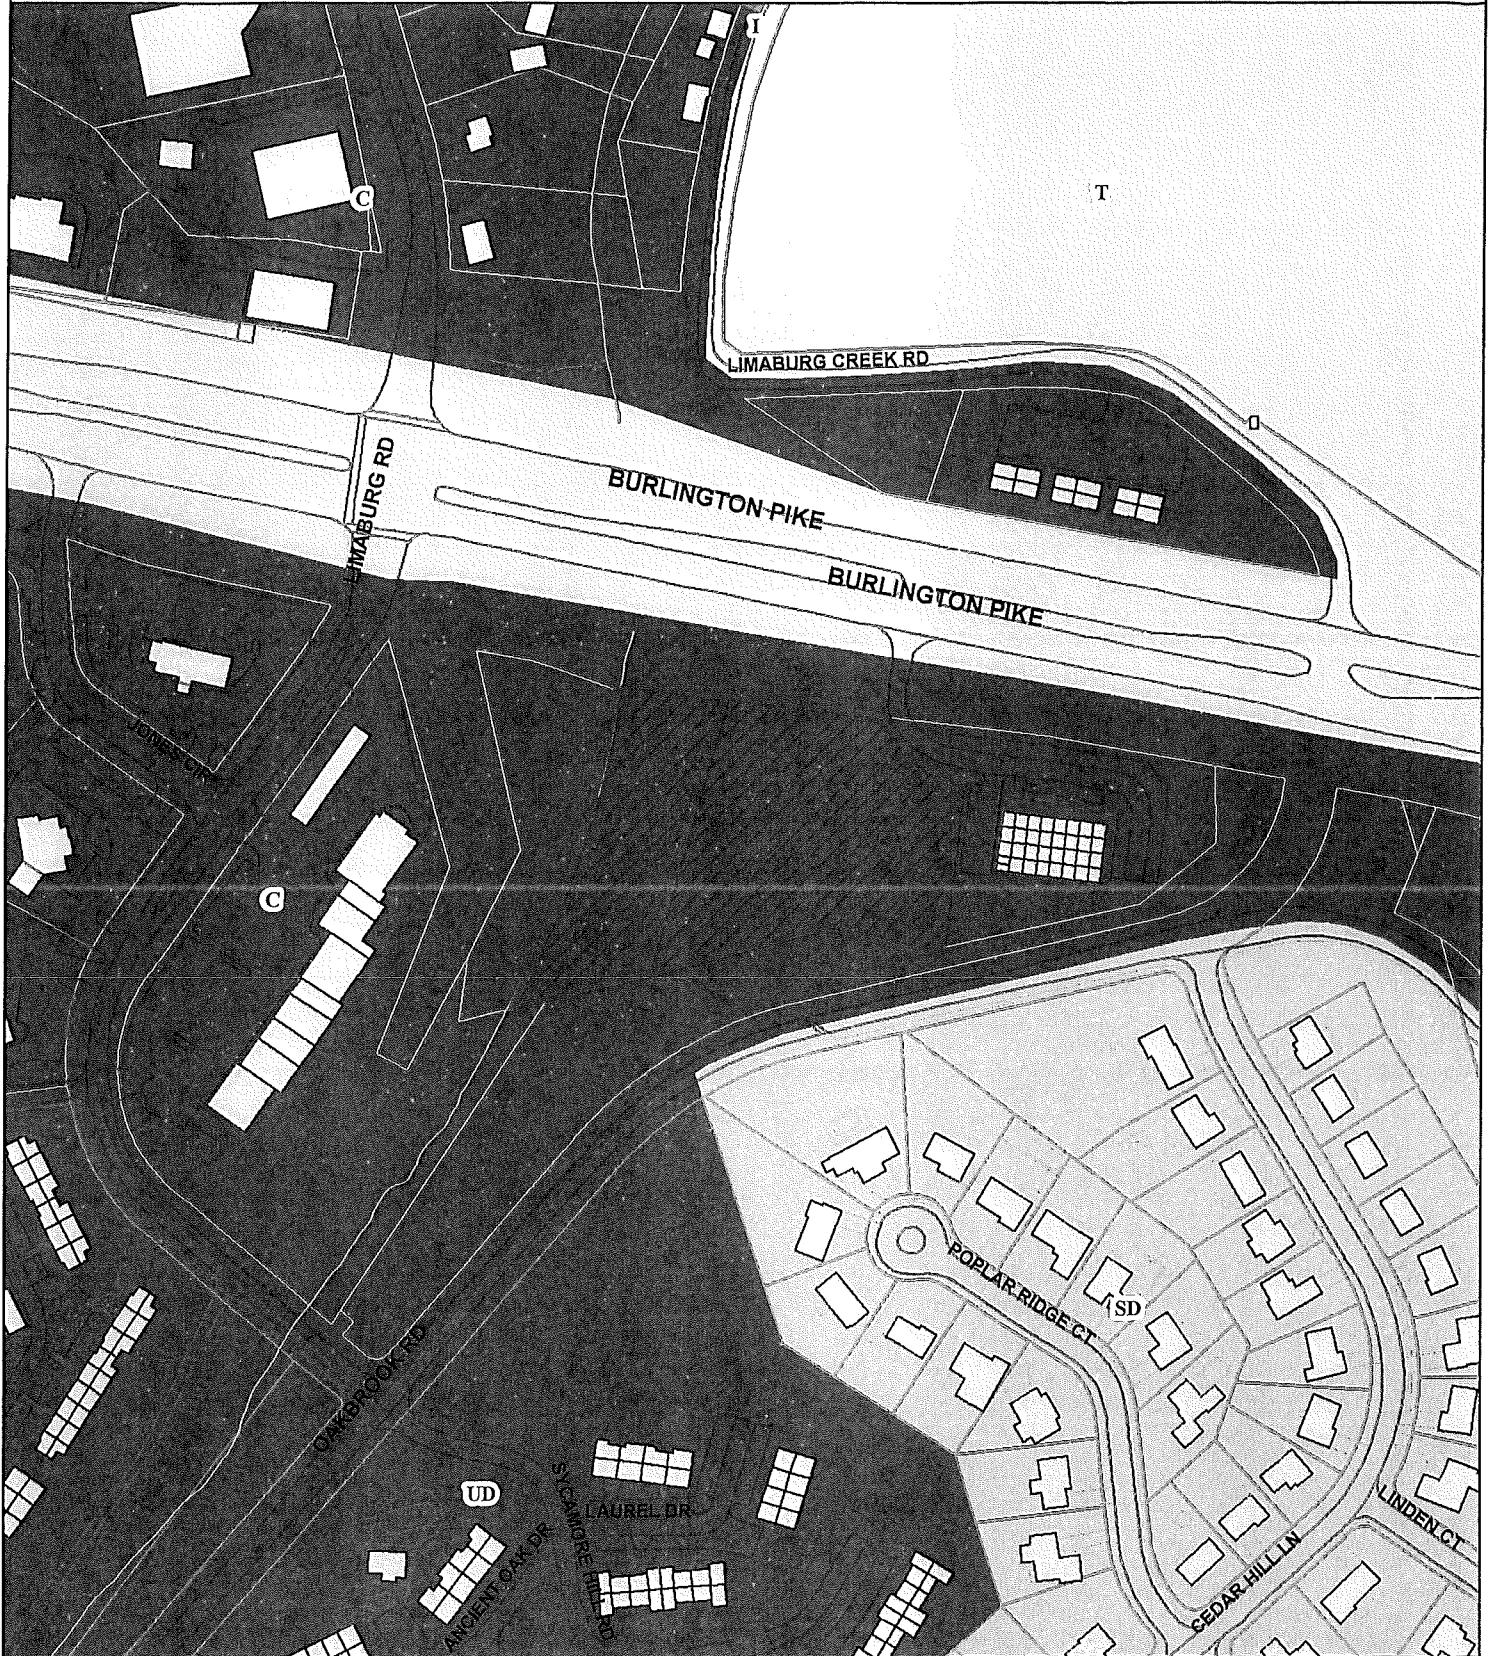 I
T
C
LIMABURG CREEK RD
LIMABURG RD
BURLINGTON PIKE
BURLINGTON PIKE
JONES CIR
C
POPLAR RIDGE CT
SD
OAKBROOK RD
UD
SYCAMORE HILL RD
LAUREL DR
ANCIENT OAK DR
LINDEN CT
CEDAR HILL LN